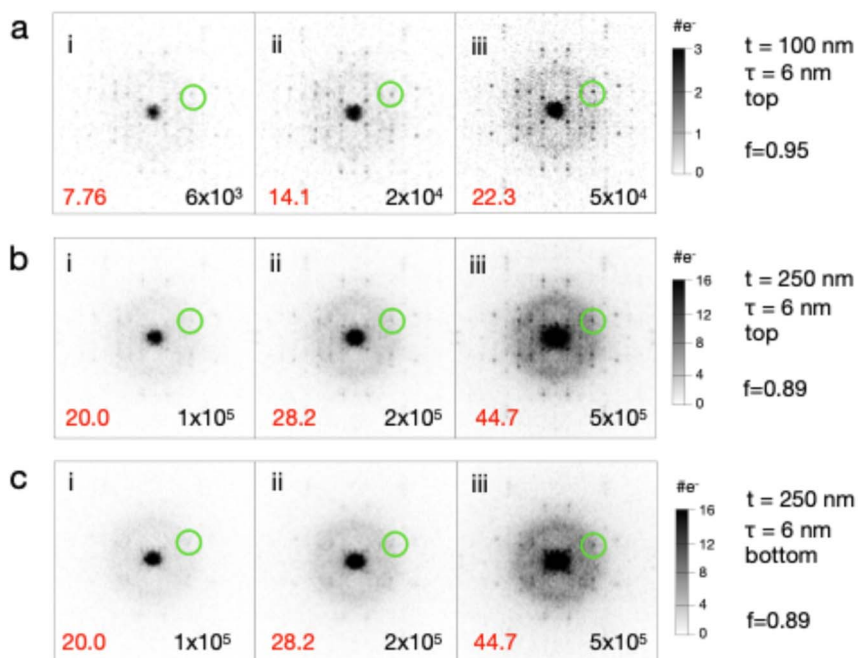 a
i
7.76
6x10³
ii
14.1
2x10⁴
iii
22.3
5x10⁴
#e⁻
3
2
1
0
t = 100 nm
τ = 6 nm
top
f=0.95
b
i
20.0
1x10⁵
ii
28.2
2x10⁵
iii
44.7
5x10⁵
#e⁻
16
12
8
4
0
t = 250 nm
τ = 6 nm
top
f=0.89
c
i
20.0
1x10⁵
ii
28.2
2x10⁵
iii
44.7
5x10⁵
#e⁻
16
12
8
4
0
t = 250 nm
τ = 6 nm
bottom
f=0.89